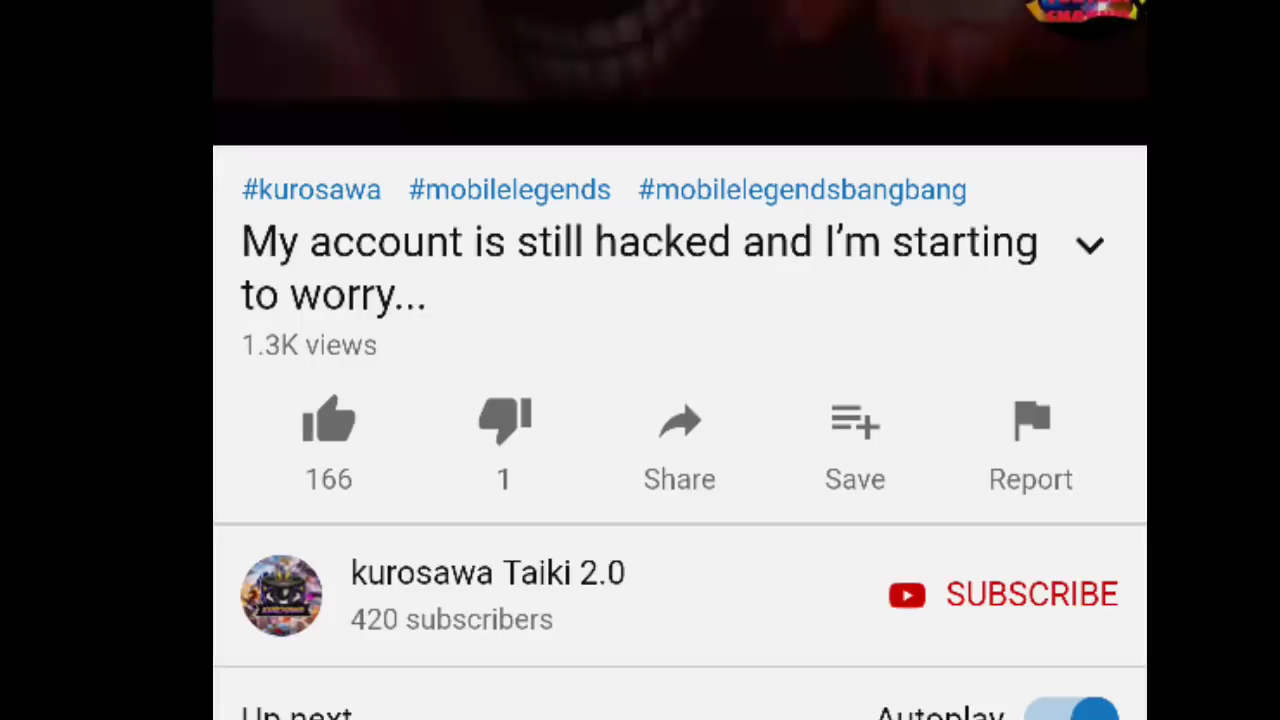 #kurosawa #mobilelegends #mobilelegendsbangbang
My account is still hacked and I'm starting
to worry...
1.3K views
166 1 Share Save Report
kurosawa Taiki 2.0
420 subscribers
SUBSCRIBE
Up next Autoplay